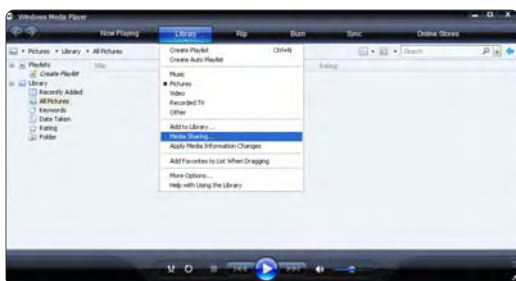 Windows Media Player
Now Playing Library Rip Burn Sync Online Stores
Pictures Library All Pictures Search
Playlists
Create Playlist
Library
Recently Added
All Pictures
Keywords
Date Taken
Rating
Folder
Title
Rating
Create Playlist Ctrl+N
Create Auto Playlist
Music
Pictures
Video
Recorded TV
Other
Add to Library...
Media Sharing...
Apply Media Information Changes
Add Favorites to List When Dragging
More Options...
Help with Using the Library